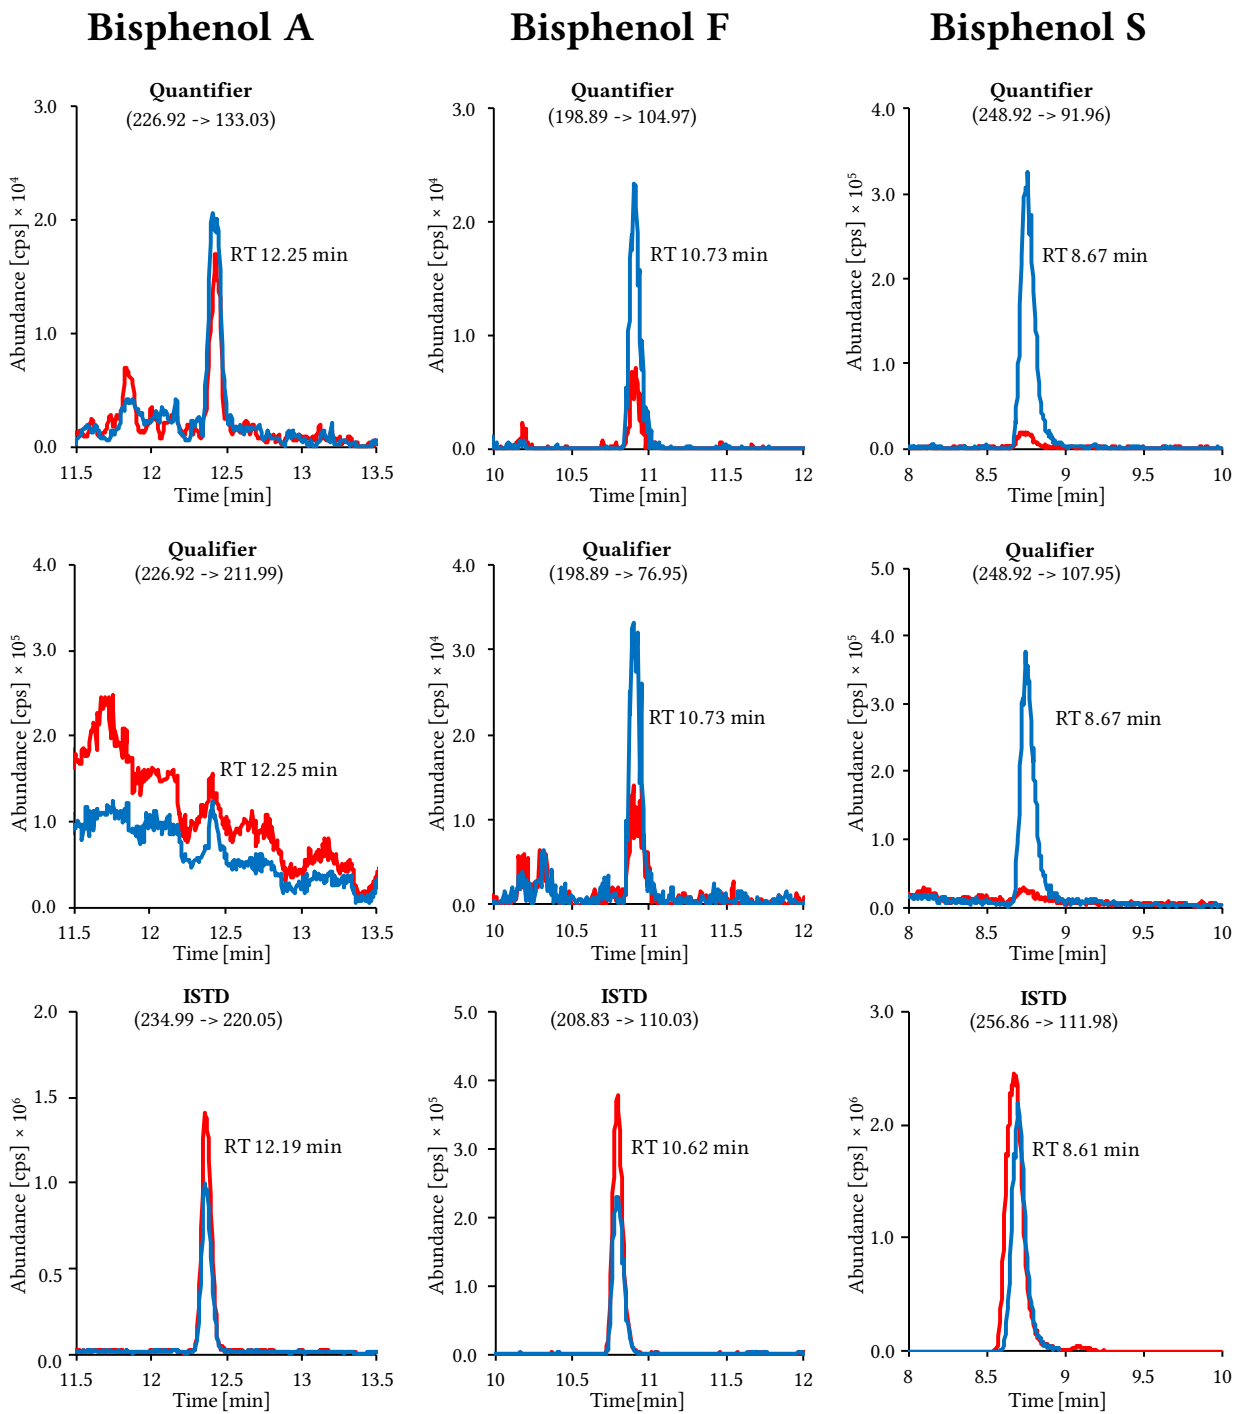 Bisphenol A
Bisphenol F
Bisphenol S
Quantifier
(226.92 -> 133.03)
3.0
2.0
1.0
0.0
Abundance [cps] × 10⁴
RT 12.25 min
11.5 12 12.5 13 13.5
Time [min]
Quantifier
(198.89 -> 104.97)
3.0
2.0
1.0
0.0
Abundance [cps] × 10⁴
RT 10.73 min
10 10.5 11 11.5 12
Time [min]
Quantifier
(248.92 -> 91.96)
4.0
3.0
2.0
1.0
0.0
Abundance [cps] × 10⁵
RT 8.67 min
8 8.5 9 9.5 10
Time [min]
Qualifier
(226.92 -> 211.99)
4.0
3.0
2.0
1.0
0.0
Abundance [cps] × 10⁵
RT 12.25 min
11.5 12 12.5 13 13.5
Time [min]
Qualifier
(198.89 -> 76.95)
4.0
3.0
2.0
1.0
0.0
Abundance [cps] × 10⁴
RT 10.73 min
10 10.5 11 11.5 12
Time [min]
Qualifier
(248.92 -> 107.95)
5.0
4.0
3.0
2.0
1.0
0.0
Abundance [cps] × 10⁵
RT 8.67 min
8 8.5 9 9.5 10
Time [min]
ISTD
(234.99 -> 220.05)
2.0
1.5
1.0
0.5
0.0
Abundance [cps] × 10⁶
RT 12.19 min
11.5 12 12.5 13 13.5
Time [min]
ISTD
(208.83 -> 110.03)
5.0
4.0
3.0
2.0
1.0
0.0
Abundance [cps] × 10⁵
RT 10.62 min
10 10.5 11 11.5 12
Time [min]
ISTD
(256.86 -> 111.98)
3.0
2.0
1.0
0.0
Abundance [cps] × 10⁶
RT 8.61 min
8 8.5 9 9.5 10
Time [min]